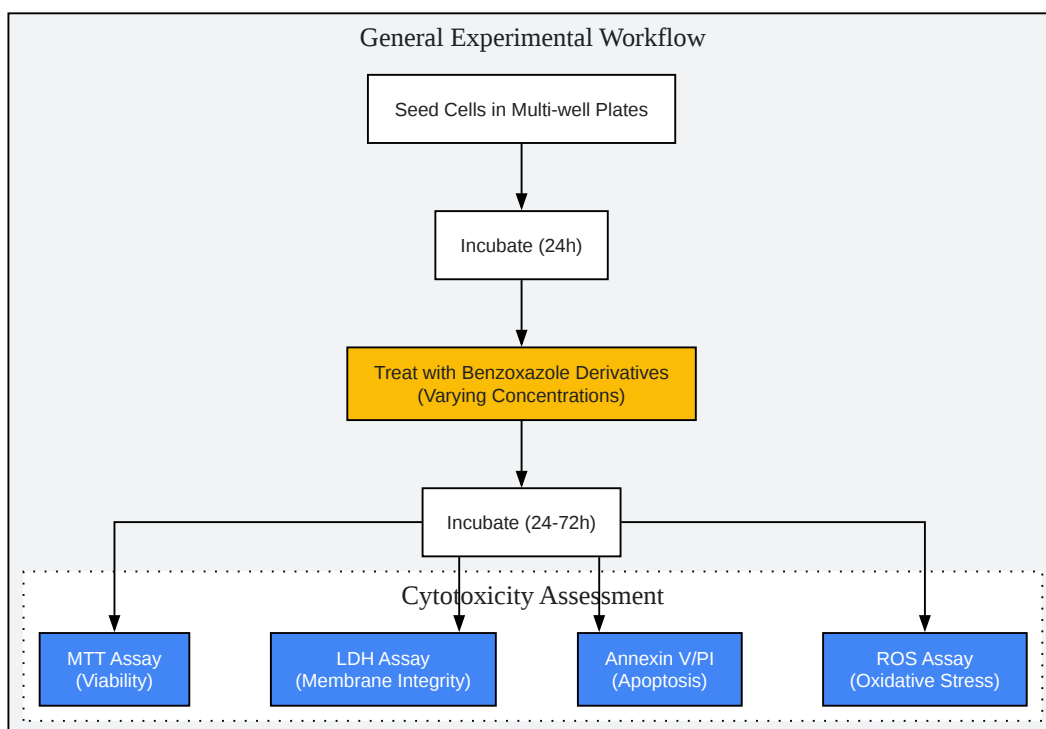 General Experimental Workflow
Seed Cells in Multi-well Plates
Incubate (24h)
Treat with Benzoxazole Derivatives
(Varying Concentrations)
Incubate (24-72h)
Cytotoxicity Assessment
MTT Assay
(Viability)
LDH Assay
(Membrane Integrity)
Annexin V/PI
(Apoptosis)
ROS Assay
(Oxidative Stress)